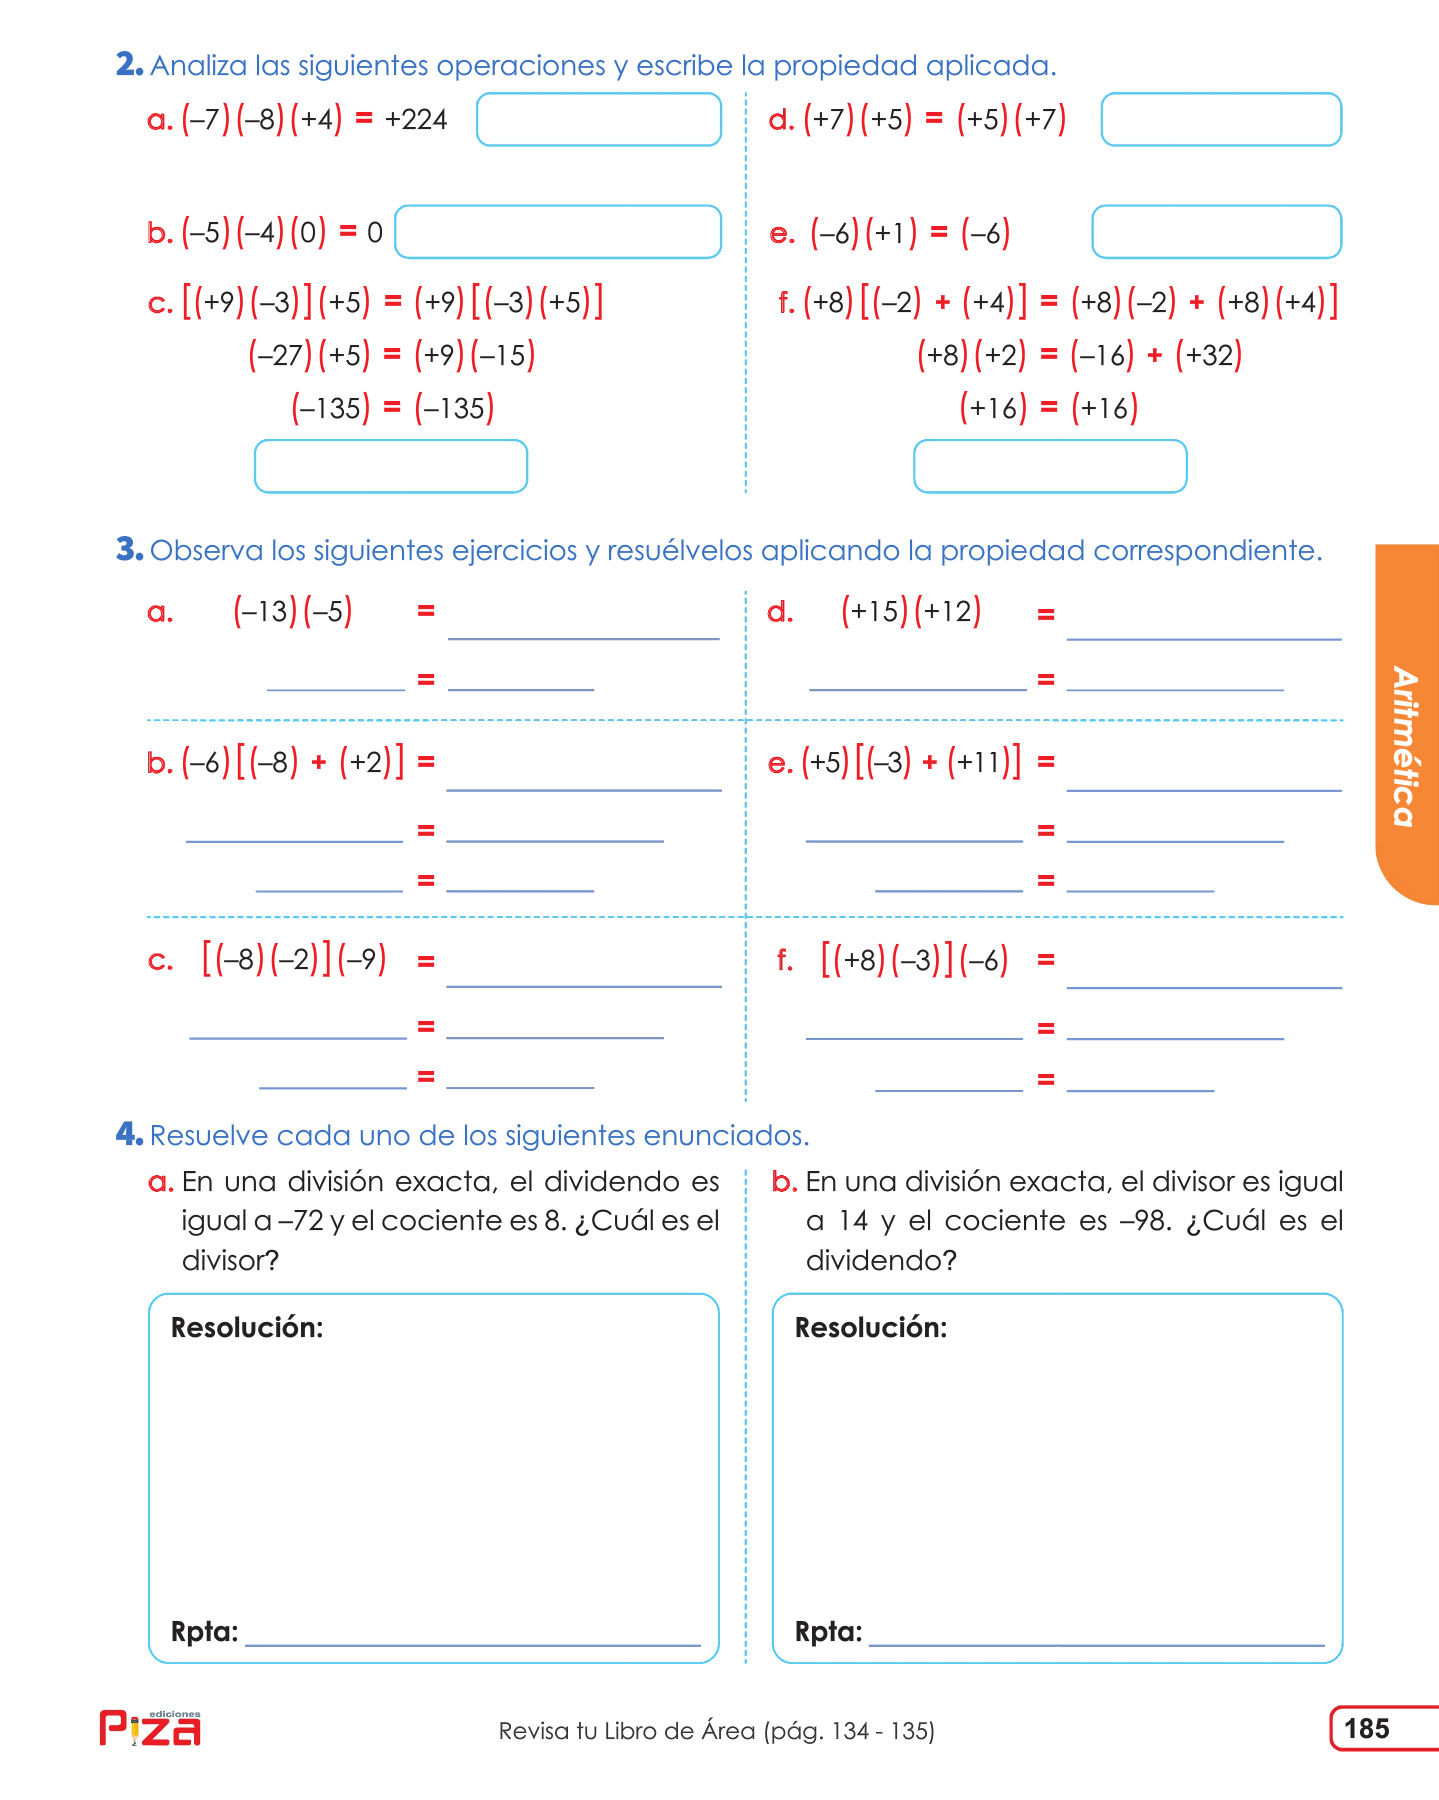 2. Analiza las siguientes operaciones y escribe la propiedad aplicada.
a. (–7)(–8)(+4) = +224
b. (–5)(–4)(0) = 0
c. [(+9)(–3)](+5) = (+9)[(–3)(+5)]
(–27)(+5) = (+9)(–15)
(–135) = (–135)
d. (+7)(+5) = (+5)(+7)
e. (–6)(+1) = (–6)
f. (+8)[(–2) + (+4)] = (+8)(–2) + (+8)(+4)]
(+8)(+2) = (–16) + (+32)
(+16) = (+16)
3. Observa los siguientes ejercicios y resuélvelos aplicando la propiedad correspondiente.
a. (–13)(–5) =
=
b. (–6)[(–8) + (+2)] =
=
=
c. [(–8)(–2)](–9) =
=
=
d. (+15)(+12) =
=
e. (+5)[(–3) + (+11)] =
=
=
f. [(+8)(–3)](–6) =
=
=
Aritmética
4. Resuelve cada uno de los siguientes enunciados.
a. En una división exacta, el dividendo es
igual a –72 y el cociente es 8. ¿Cuál es el
divisor?
Resolución:
Rpta:
b. En una división exacta, el divisor es igual
a 14 y el cociente es –98. ¿Cuál es el
dividendo?
Resolución:
Rpta:
ediciones
Piza
Revisa tu Libro de Área (pág. 134 - 135)
185